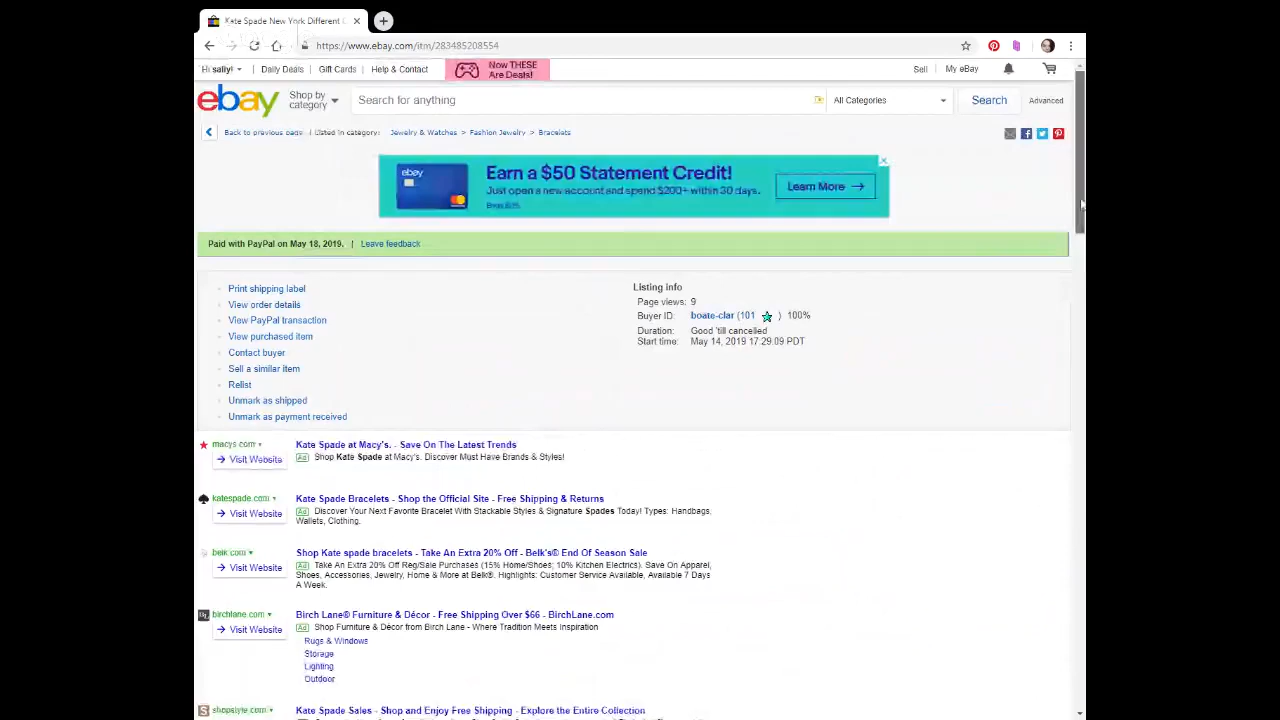 Kate Spade New York Different C
https://www.ebay.com/itm/283485208554
Hi sally! Daily Deals Gift Cards Help & Contact
Now THESE
Are Deals!
Sell My eBay
ebay
Shop by
category
Search for anything All Categories Search Advanced
Back to previous page | Listed in category: Jewelry & Watches > Fashion Jewelry > Bracelets
ebay
Earn a $50 Statement Credit!
Just open a new account and spend $200+ within 30 days.
Learn More →
Paid with PayPal on May 18, 2019. | Leave feedback
Print shipping label
View order details
View PayPal transaction
View purchased item
Contact buyer
Sell a similar item
Relist
Unmark as shipped
Unmark as payment received
Listing info
Page views: 9
Buyer ID: boate-clar (101 ) 100%
Duration: Good 'till cancelled
Start time: May 14, 2019 17:29:09 PDT
macys.com
→ Visit Website
Kate Spade at Macy's. - Save On The Latest Trends
Ad Shop Kate Spade at Macy's. Discover Must Have Brands & Styles!
katespade.com
→ Visit Website
Kate Spade Bracelets - Shop the Official Site - Free Shipping & Returns
Ad Discover Your Next Favorite Bracelet With Stackable Styles & Signature Spades Today! Types: Handbags,
Wallets, Clothing.
belk.com
→ Visit Website
Shop Kate spade bracelets - Take An Extra 20% Off - Belk's® End Of Season Sale
Ad Take An Extra 20% Off Reg/Sale Purchases (15% Home/Shoes; 10% Kitchen Electrics). Save On Apparel,
Shoes, Accessories, Jewelry, Home & More at Belk®. Highlights: Customer Service Available, Available 7 Days
A Week.
birchlane.com
→ Visit Website
Birch Lane® Furniture & Décor - Free Shipping Over $66 - BirchLane.com
Ad Shop Furniture & Décor from Birch Lane - Where Tradition Meets Inspiration
Rugs & Windows
Storage
Lighting
Outdoor
shopstyle.com
Kate Spade Sales - Shop and Enjoy Free Shipping - Explore the Entire Collection